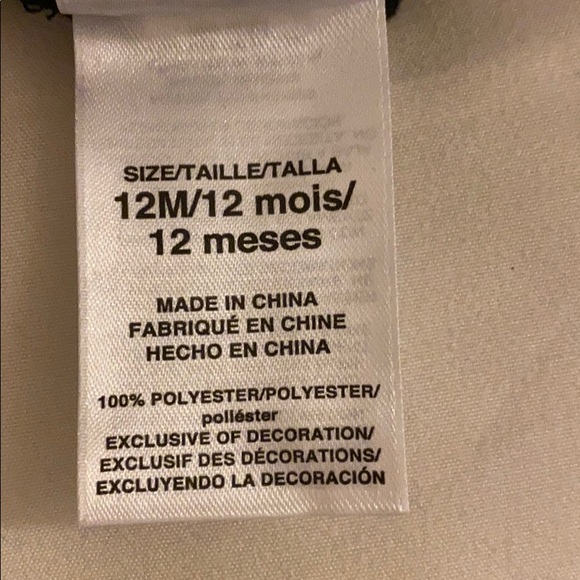 SIZE/TAILLE/TALLA
12M/12 mois/
12 meses
MADE IN CHINA
FABRIQUÉ EN CHINE
HECHO EN CHINA
100% POLYESTER/POLYESTER/
poliéster
EXCLUSIVE OF DECORATION/
EXCLUSIF DES DÉCORATIONS/
EXCLUYENDO LA DECORACIÓN